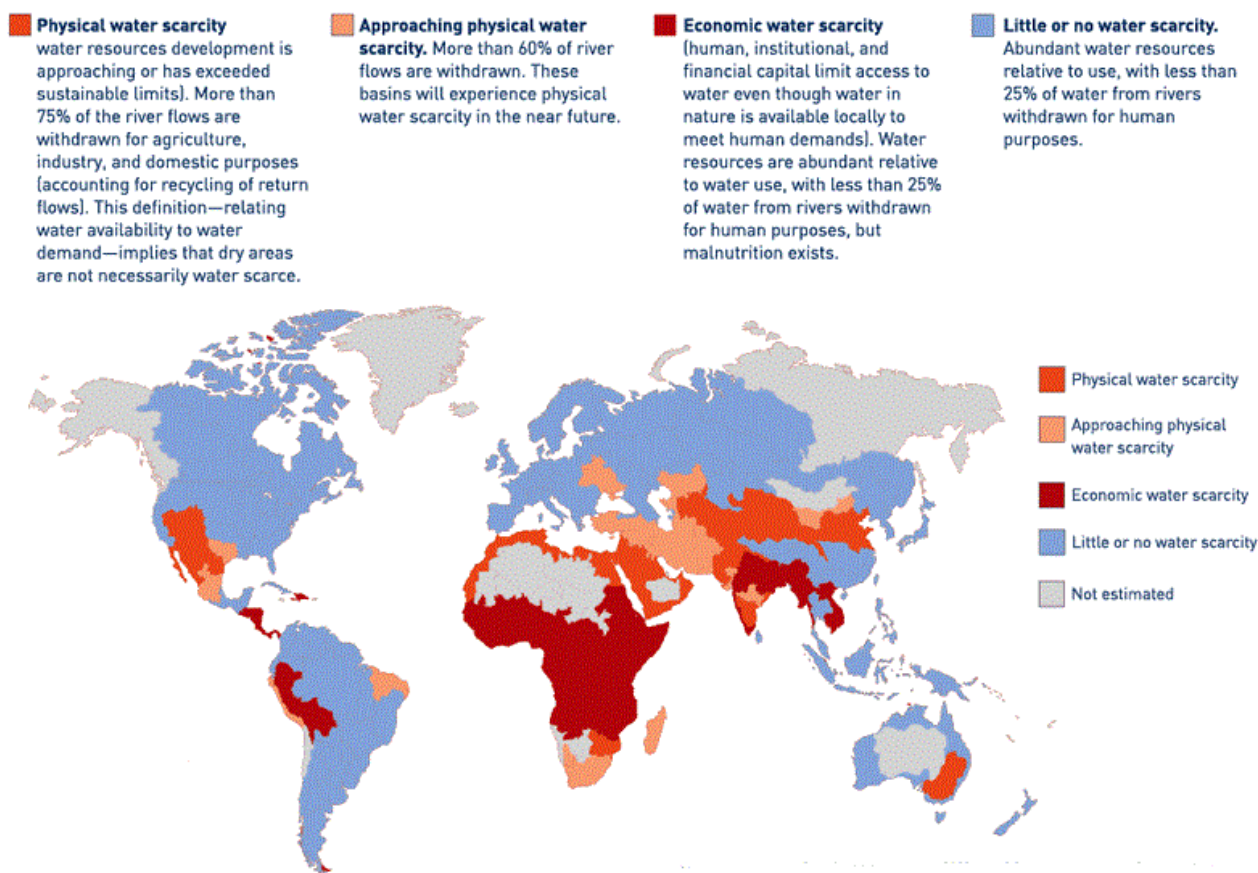 Physical water scarcity
water resources development is
approaching or has exceeded
sustainable limits). More than
75% of the river flows are
withdrawn for agriculture,
industry, and domestic purposes
(accounting for recycling of return
flows). This definition—relating
water availability to water
demand—implies that dry areas
are not necessarily water scarce.
Approaching physical water
scarcity. More than 60% of river
flows are withdrawn. These
basins will experience physical
water scarcity in the near future.
Economic water scarcity
(human, institutional, and
financial capital limit access to
water even though water in
nature is available locally to
meet human demands). Water
resources are abundant relative
to water use, with less than 25%
of water from rivers withdrawn
for human purposes, but
malnutrition exists.
Little or no water scarcity.
Abundant water resources
relative to use, with less than
25% of water from rivers
withdrawn for human
purposes.
Physical water scarcity
Approaching physical
water scarcity
Economic water scarcity
Little or no water scarcity
Not estimated